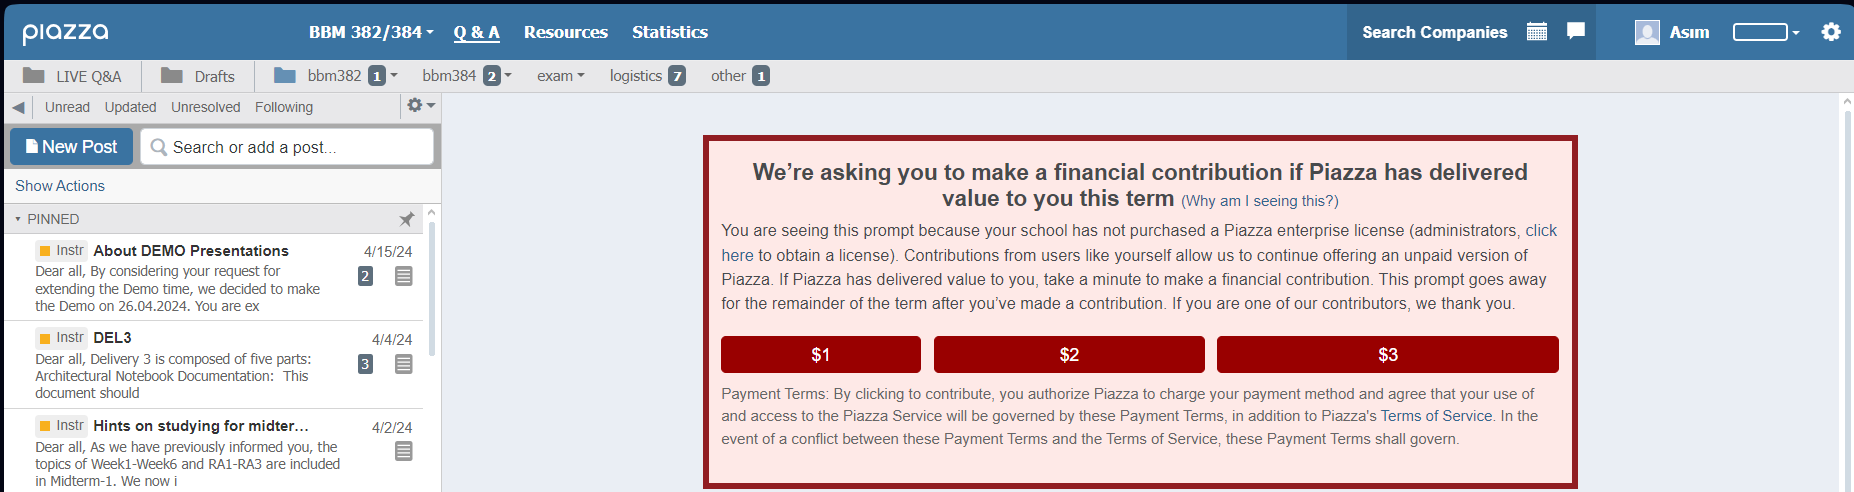 piazza
BBM 382/384 Q & A Resources Statistics Search Companies Asım
LIVE Q&A Drafts bbm382 1 bbm384 2 exam logistics 7 other 1
Unread Updated Unresolved Following
New Post Search or add a post...
Show Actions
PINNED
Instr About DEMO Presentations 4/15/24
Dear all, By considering your request for
extending the Demo time, we decided to make
the Demo on 26.04.2024. You are ex
2
Instr DEL3 4/4/24
Dear all, Delivery 3 is composed of five parts:
Architectural Notebook Documentation: This
document should
3
Instr Hints on studying for midter... 4/2/24
Dear all, As we have previously informed you, the
topics of Week1-Week6 and RA1-RA3 are included
in Midterm-1. We now i
We’re asking you to make a financial contribution if Piazza has delivered
value to you this term (Why am I seeing this?)
You are seeing this prompt because your school has not purchased a Piazza enterprise license (administrators, click
here to obtain a license). Contributions from users like yourself allow us to continue offering an unpaid version of
Piazza. If Piazza has delivered value to you, take a minute to make a financial contribution. This prompt goes away
for the remainder of the term after you’ve made a contribution. If you are one of our contributors, we thank you.
$1 $2 $3
Payment Terms: By clicking to contribute, you authorize Piazza to charge your payment method and agree that your use of
and access to the Piazza Service will be governed by these Payment Terms, in addition to Piazza's Terms of Service. In the
event of a conflict between these Payment Terms and the Terms of Service, these Payment Terms shall govern.